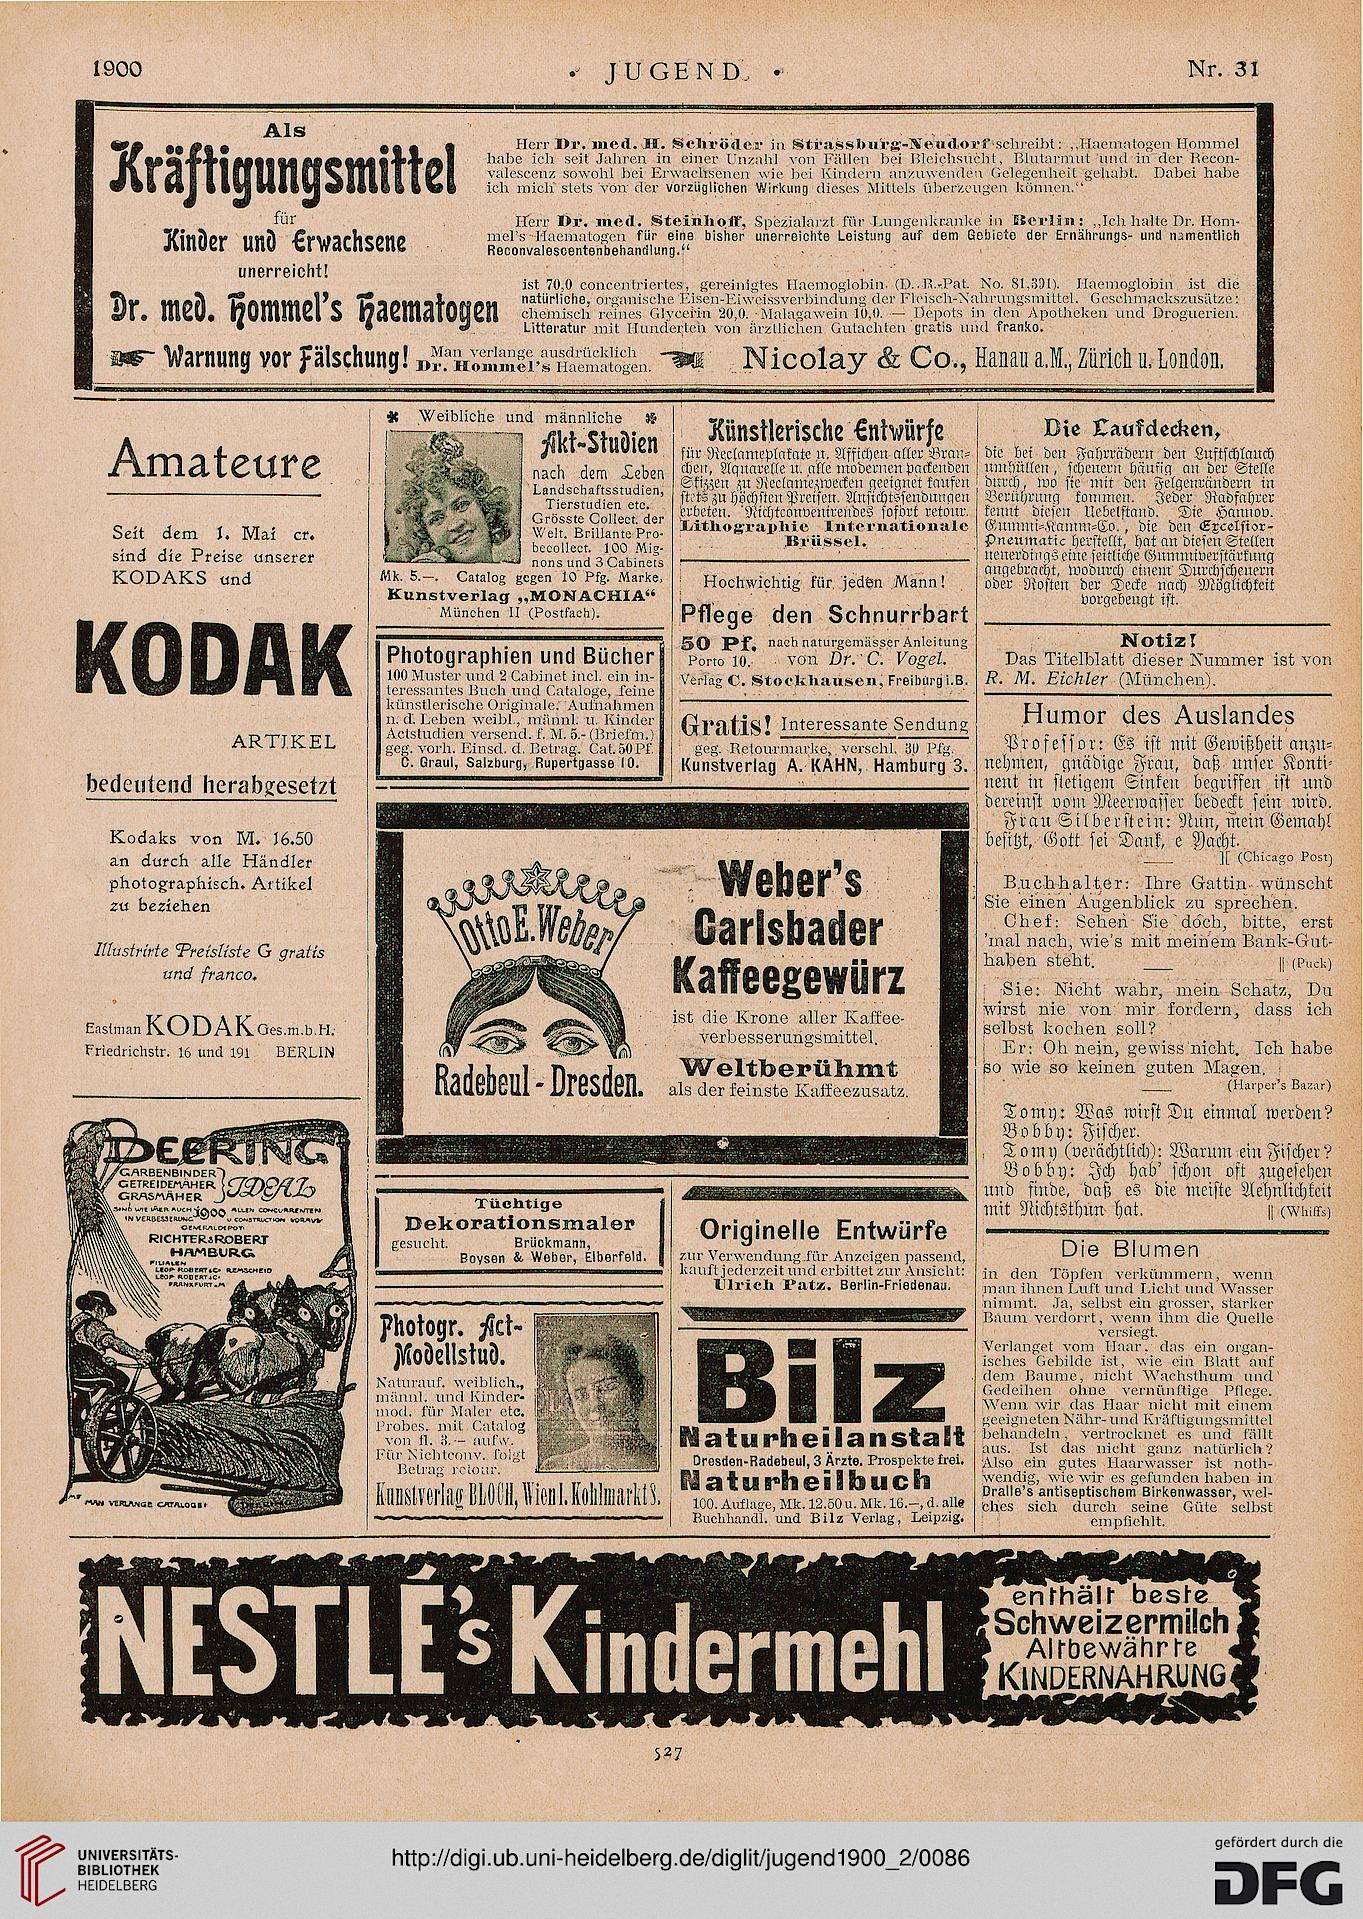 1900
• JUGEND •
Nr. 31
Als
Kräftigungsmittel
für
Kinder und Erwachsene
unerreicht!
Dr. med. Hommel's Haematogen
Herr Dr. med. H. Schröder in Strassburg-Neudorf schreibt: „Haematogen Hommel
habe ich seit Jahren in einer Unzahl von Fällen bei Bleichsucht, Blutarmut und in der Recon-
valescenz sowohl bei Erwachsenen wie bei Kindern anzuwenden Gelegenheit gehabt. Dabei habe
ich mich stets von der vorzüglichen Wirkung dieses Mittels überzeugen können.“
Herr Dr. med. Steinhoff, Spezialarzt für Lungenkranke in Berlin: „Ich halte Dr. Hom-
mel's Haematogen für eine bisher unerreichte Leistung auf dem Gebiete der Ernährungs- und namentlich
Reconvalescentenbehandlung.“
ist 70,0 concentriertes, gereinigtes Haemoglobin. (D. R.-Pat. No. 81.391). Haemoglobin ist die
natürliche, organische Eisen-Eiweissverbindung der Fleisch-Nahrungsmittel. Geschmackszusätze:
chemisch reines Glycerin 20,0. Malagawein 10,0. — Depots in den Apotheken und Droguerien.
Litteratur mit Hunderten von ärztlichen Gutachten gratis und franko.
Warnung vor Fälschung!
Man verlange ausdrücklich
Dr. Hommel's Haematogen.
Nicolay & Co., Hanau a.M., Zürich u. London.
Amateure
Seit dem 1. Mai cr.
sind die Preise unserer
KODAKS und
KODAK
ARTIKEL
bedeutend herabgesetzt
Kodaks von M. 16.50
an durch alle Händler
photographisch. Artikel
zu beziehen
Illustrirte Preisliste G gratis
und franco.
Eastman KODAK Ges.m.b.H.
Friedrichstr. 16 und 191 BERLIN
DEERING
GARBENBINDER
GETREIDEMÄHER
GRASMÄHER
IDEAL
SIND WIE IMMER AUCH 1900 ALLEN CONCURRENTEN
IN VERBESSERUNG U CONSTRUCTION VORAUS
GENERALDEPOT:
RICHTER & ROBERT
HAMBURG
FILIALEN
LEOP ROBERT & Co REMSCHEID
LEOP ROBERT & Co
FRANKFURT a/M
MAN VERLANGE CATALOGE!
Weibliche und männliche
Akt-Studien
nach dem Leben
Landschaftsstudien,
Tierstudien etc.
Grösste Collect. der
Welt. Brillante Pro-
becollect. 100 Mig-
nons und 3 Cabinets
Mk. 5.—. Catalog gegen 10 Pfg. Marke,
Kunstverlag „MONACHIA“
München II (Postfach).
Photographien und Bücher
100 Muster und 2 Cabinet incl. ein in-
teressantes Buch und Cataloge, feine
künstlerische Originale. Aufnahmen
n. d. Leben weibl., männl. u. Kinder
Actstudien versend. f. M. 5.- (Briefm.)
geg. vorh. Einsd. d. Betrag. Cat. 50 Pf.
C. Graul, Salzburg, Rupertgasse 10.
Künstlerische Entwürfe
für Reclameplakate u. Affichen aller Bran-
chen, Aquarelle u. alle modernen packenden
Skizzen zu Reclamezwecken geeignet kaufen
stets zu höchsten Preisen. Ansichtssendungen
erbeten. Nichtconvenirendes sofort retour.
Lithographie Internationale
Brüssel.
Hochwichtig für jeden Mann!
Pflege den Schnurrbart
50 Pf. nach naturgemässer Anleitung
Porto 10. von Dr. C. Vogel.
Verlag C. Stockhausen, Freiburg i.B.
Gratis! Interessante Sendung
geg. Retourmarke, verschl. 30 Pfg.
Kunstverlag A. KAHN, Hamburg 3.
Otto E. Weber
Radebeul - Dresden.
Weber's
Carlsbader
Kaffeegewürz
ist die Krone aller Kaffee-
verbesserungsmittel.
Weltberühmt
als der feinste Kaffeezusatz.
Tüchtige
Dekorationsmaler
gesucht. Brückmann,
Boysen & Weber, Elberfeld.
Photogr. Act-
Modellstud.
Naturauf. weiblich.,
männl. und Kinder-
mod. für Maler etc.
Probes. mit Catalog
von fl. 3.— aufw.
Für Nichtconv. folgt
Betrag retour.
Kunstverlag BLOCH, Wien I. Kohlmarkt 8.
Originelle Entwürfe
zur Verwendung für Anzeigen passend,
kauft jederzeit und erbittet zur Ansicht:
Ulrich Patz, Berlin-Friedenau.
Bilz
Naturheilanstalt
Dresden-Radebeul, 3 Ärzte. Prospekte frei.
Naturheilbuch
100. Auflage, Mk. 12.50 u. Mk. 16.—, d. alle
Buchhandl. und Bilz Verlag, Leipzig.
Die Laufdecken,
die bei den Fahrrädern den Luftschlauch
umhüllen, scheuern häufig an der Stelle
durch, wo sie mit den Felgenrändern in
Berührung kommen. Jeder Radfahrer
kennt diesen Uebelstand. Die Hannov.
Gummi-Kamm-Co., die den Excelsior-
Pneumatic herstellt, hat an diesen Stellen
neuerdings eine seitliche Gummiverstärkung
angebracht, wodurch einem Durchscheuern
oder Rosten der Decke nach Möglichkeit
vorgebeugt ist.
Notiz!
Das Titelblatt dieser Nummer ist von
R. M. Eichler (München).
Humor des Auslandes
Professor: Es ist mit Gewißheit anzu-
nehmen, gnädige Frau, daß unser Konti-
nent in stetigem Sinken begriffen ist und
dereinst vom Meerwasser bedeckt sein wird.
Frau Silberstein: Nun, mein Gemahl
besitzt, Gott sei Dank, e Yacht.
(Chicago Post)
Buchhalter: Ihre Gattin wünscht
Sie einen Augenblick zu sprechen.
Chef: Sehen Sie doch, bitte, erst
'mal nach, wie's mit meinem Bank-Gut-
haben steht.
(Puck)
Sie: Nicht wahr, mein Schatz, Du
wirst nie von mir fordern, dass ich
selbst kochen soll?
Er: Oh nein, gewiss nicht. Ich habe
so wie so keinen guten Magen.
(Harper's Bazar)
Tomy: Was wirst Du einmal werden?
Bobby: Fischer.
Tomy (verächtlich): Warum ein Fischer?
Bobby: Ich hab' schon oft zugesehen
und finde, daß es die meiste Aehnlichkeit
mit Nichtsthun hat.
(Whiffs)
Die Blumen
in den Töpfen verkümmern, wenn
man ihnen Luft und Licht und Wasser
nimmt. Ja, selbst ein grosser, starker
Baum verdorrt, wenn ihm die Quelle
versiegt.
Verlanget vom Haar, das ein organ-
isches Gebilde ist, wie ein Blatt auf
dem Baume, nicht Wachsthum und
Gedeihen ohne vernünftige Pflege.
Wenn wir das Haar nicht mit einem
geeigneten Nähr- und Kräftigungsmittel
behandeln, vertrocknet es und fällt
aus. Ist das nicht ganz natürlich?
Also ein gutes Haarwasser ist noth-
wendig, wie wir es gefunden haben in
Dralle's antiseptischem Birkenwasser, wel-
ches sich durch seine Güte selbst
empfiehlt.
NESTLÉ's Kindermehl
enthält beste
Schweizermilch
Altbewährte
KINDERNAHRUNG
527
UNIVERSITÄTS-
BIBLIOTHEK
HEIDELBERG
http://digi.ub.uni-heidelberg.de/diglit/jugend1900_2/0086
gefördert durch die
DFG